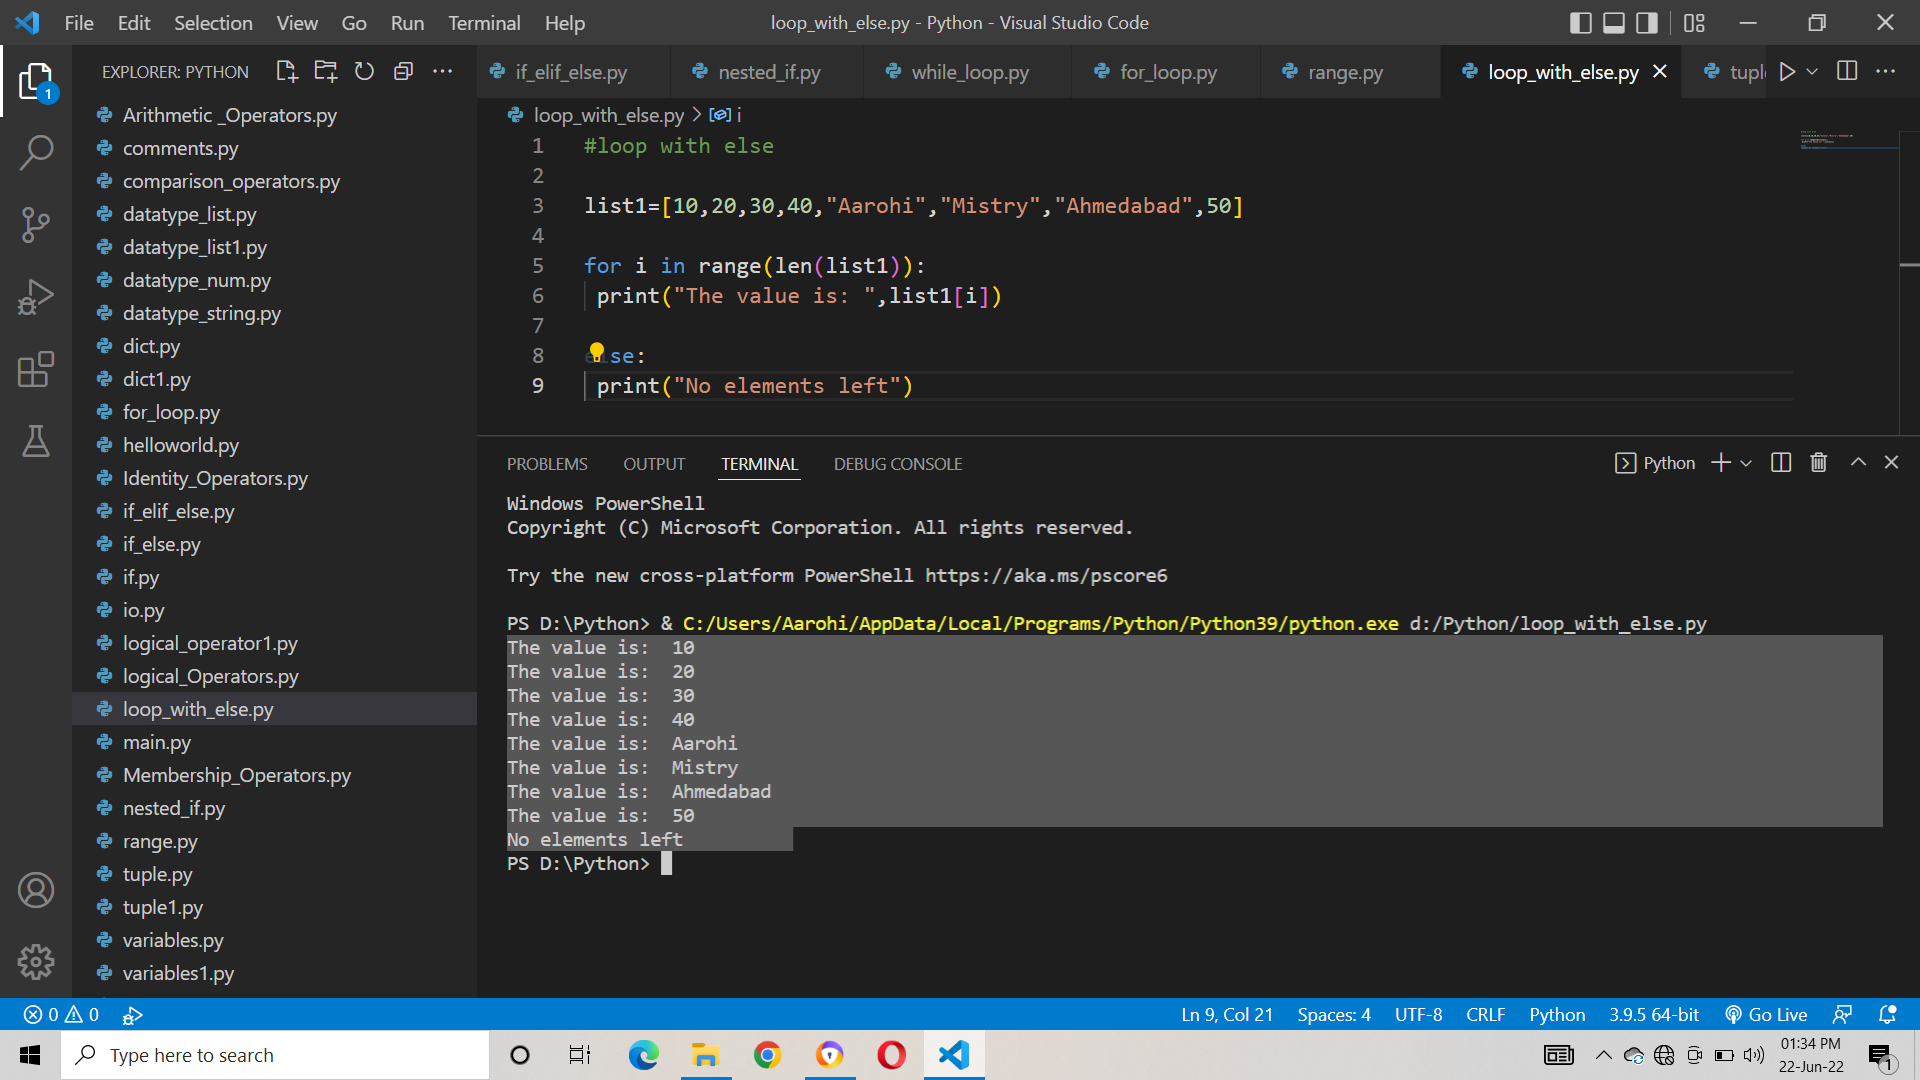 File Edit Selection View Go Run Terminal Help
loop_with_else.py - Python - Visual Studio Code
EXPLORER: PYTHON
1
Arithmetic _Operators.py
comments.py
comparison_operators.py
datatype_list.py
datatype_list1.py
datatype_num.py
datatype_string.py
dict.py
dict1.py
for_loop.py
helloworld.py
Identity_Operators.py
if_elif_else.py
if_else.py
if.py
io.py
logical_operator1.py
logical_Operators.py
loop_with_else.py
main.py
Membership_Operators.py
nested_if.py
range.py
tuple.py
tuple1.py
variables.py
variables1.py
if_elif_else.py nested_if.py while_loop.py for_loop.py range.py loop_with_else.py tupl
loop_with_else.py > i
1 #loop with else
2
3 list1=[10,20,30,40,"Aarohi","Mistry","Ahmedabad",50]
4
5 for i in range(len(list1)):
6 print("The value is: ",list1[i])
7
8 else:
9 print("No elements left")
PROBLEMS OUTPUT TERMINAL DEBUG CONSOLE
Python
Windows PowerShell
Copyright (C) Microsoft Corporation. All rights reserved.
Try the new cross-platform PowerShell https://aka.ms/pscore6
PS D:\Python> & C:/Users/Aarohi/AppData/Local/Programs/Python/Python39/python.exe d:/Python/loop_with_else.py
The value is:  10
The value is:  20
The value is:  30
The value is:  40
The value is:  Aarohi
The value is:  Mistry
The value is:  Ahmedabad
The value is:  50
No elements left
PS D:\Python>
0 0
Ln 9, Col 21 Spaces: 4 UTF-8 CRLF Python 3.9.5 64-bit Go Live
Type here to search
01:34 PM
22-Jun-22
1